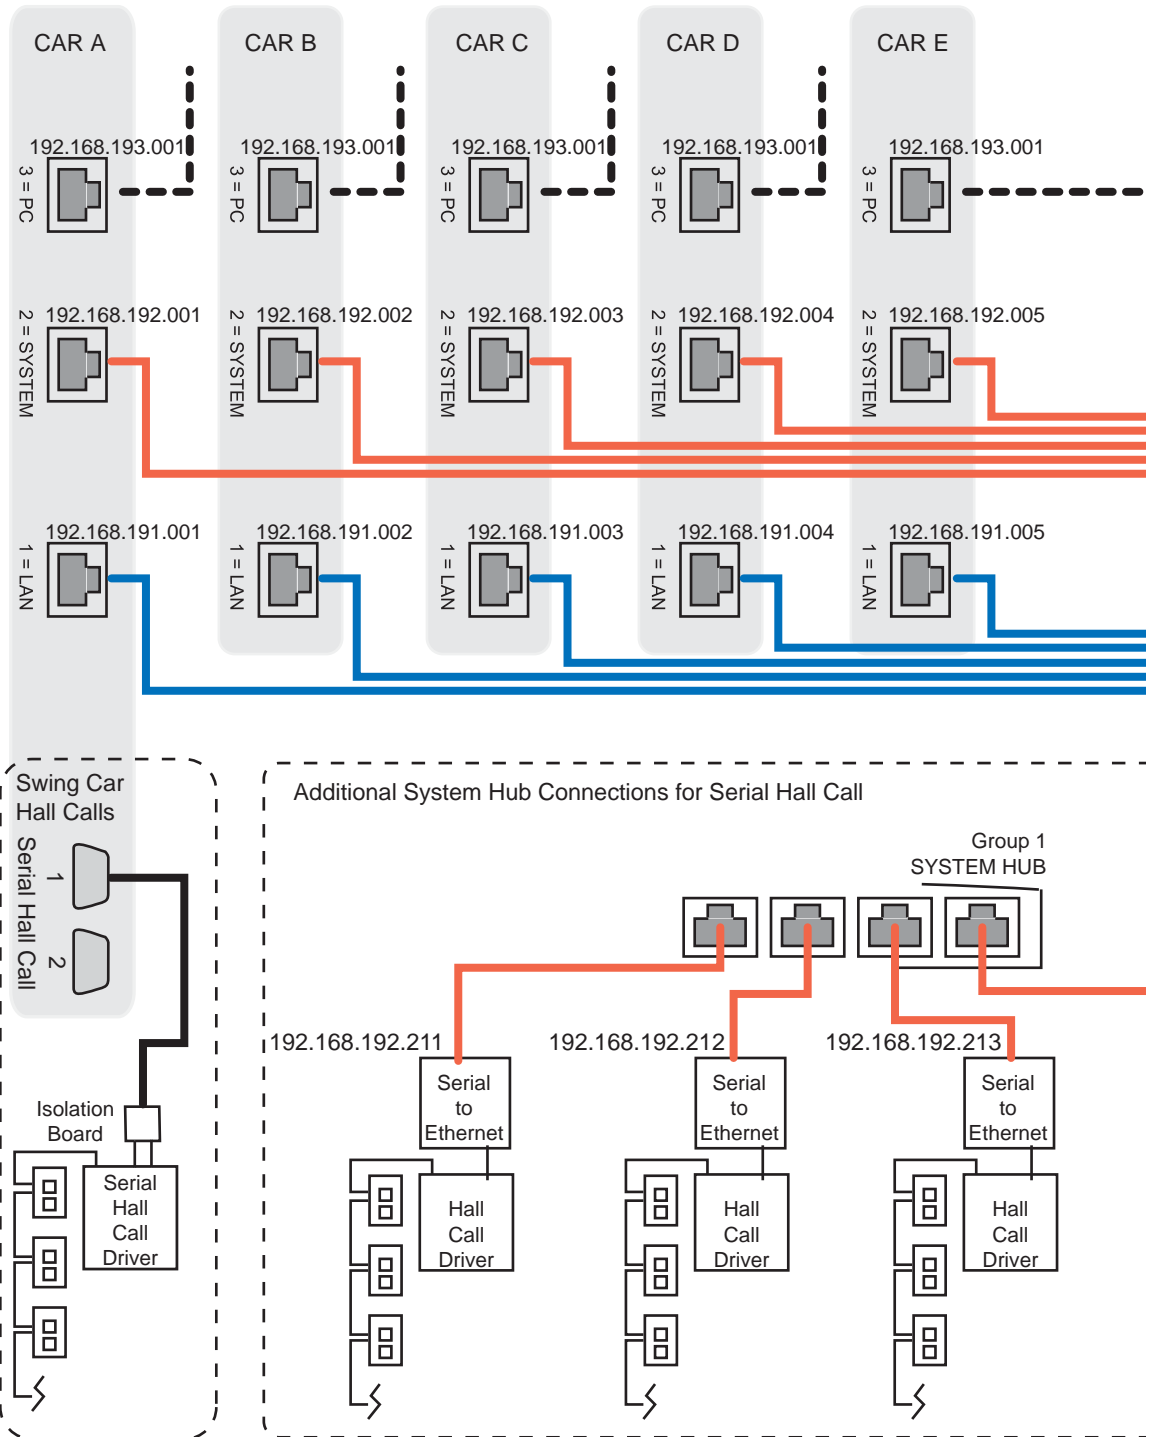 CAR A
CAR B
CAR C
CAR D
CAR E
192.168.193.001
192.168.193.001
192.168.193.001
192.168.193.001
192.168.193.001
3 = PC
3 = PC
3 = PC
3 = PC
3 = PC
192.168.192.001
192.168.192.002
192.168.192.003
192.168.192.004
192.168.192.005
2 = SYSTEM
2 = SYSTEM
2 = SYSTEM
2 = SYSTEM
2 = SYSTEM
192.168.191.001
192.168.191.002
192.168.191.003
192.168.191.004
192.168.191.005
1 = LAN
1 = LAN
1 = LAN
1 = LAN
1 = LAN
Swing Car
Hall Calls
Serial Hall Call
1
2
Isolation
Board
Serial
Hall
Call
Driver
Additional System Hub Connections for Serial Hall Call
Group 1
SYSTEM HUB
192.168.192.211
192.168.192.212
192.168.192.213
Serial
to
Ethernet
Serial
to
Ethernet
Serial
to
Ethernet
Hall
Call
Driver
Hall
Call
Driver
Hall
Call
Driver